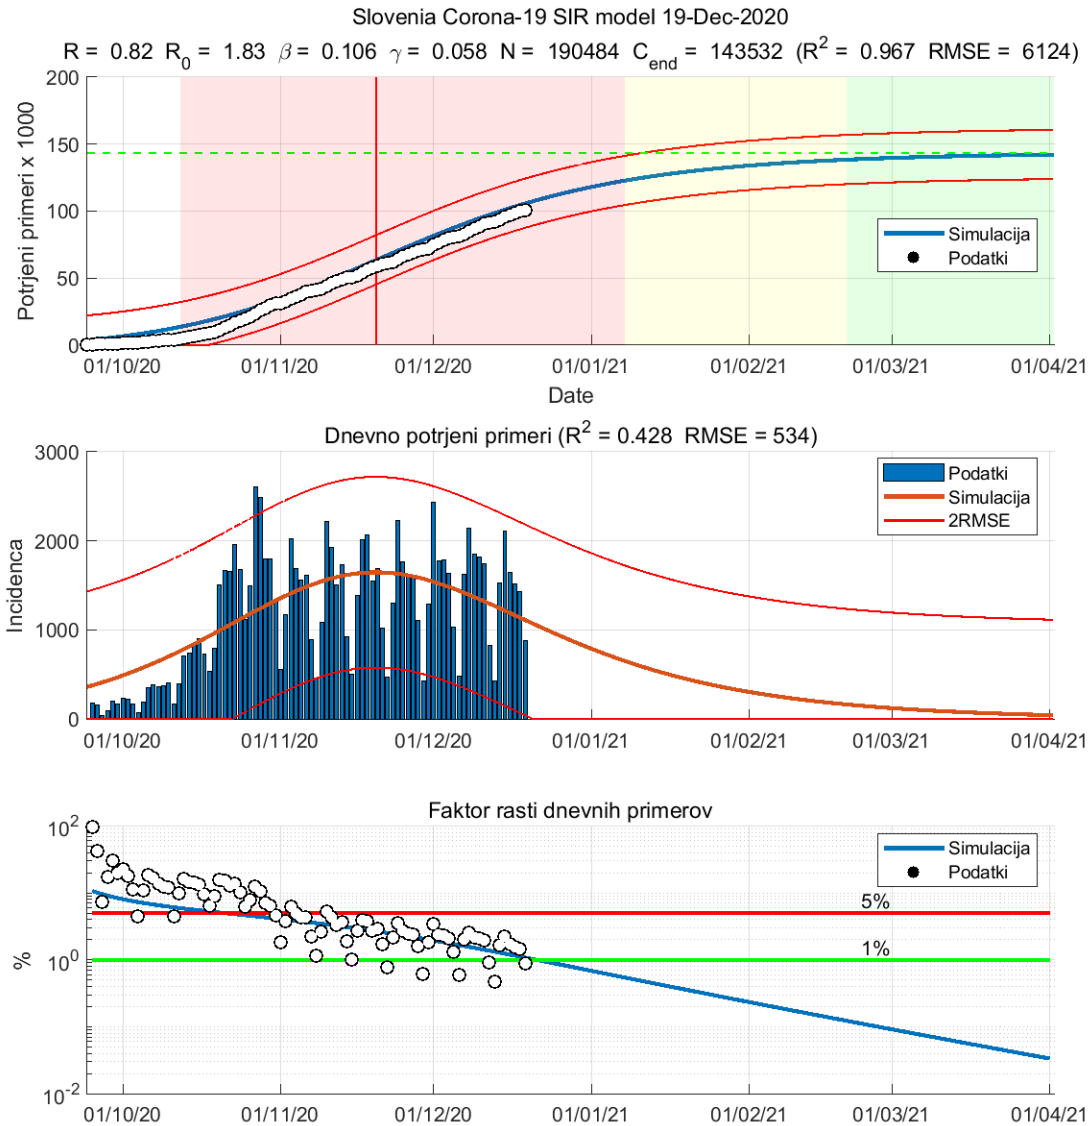 Slovenia Corona-19 SIR model 19-Dec-2020
R = 0.82 R0 = 1.83 β = 0.106 γ = 0.058 N = 190484 Cend = 143532 (R2 = 0.967 RMSE = 6124)
Potrjeni primeri x 1000
200
150
100
50
0
Simulacija
Podatki
01/10/20 01/11/20 01/12/20 01/01/21 01/02/21 01/03/21 01/04/21
Date
Dnevno potrjeni primeri (R2 = 0.428 RMSE = 534)
Incidenca
3000
2000
1000
0
Podatki
Simulacija
2RMSE
01/10/20 01/11/20 01/12/20 01/01/21 01/02/21 01/03/21 01/04/21
Faktor rasti dnevnih primerov
%
10^2
10^0
10^-2
Simulacija
Podatki
5%
1%
01/10/20 01/11/20 01/12/20 01/01/21 01/02/21 01/03/21 01/04/21